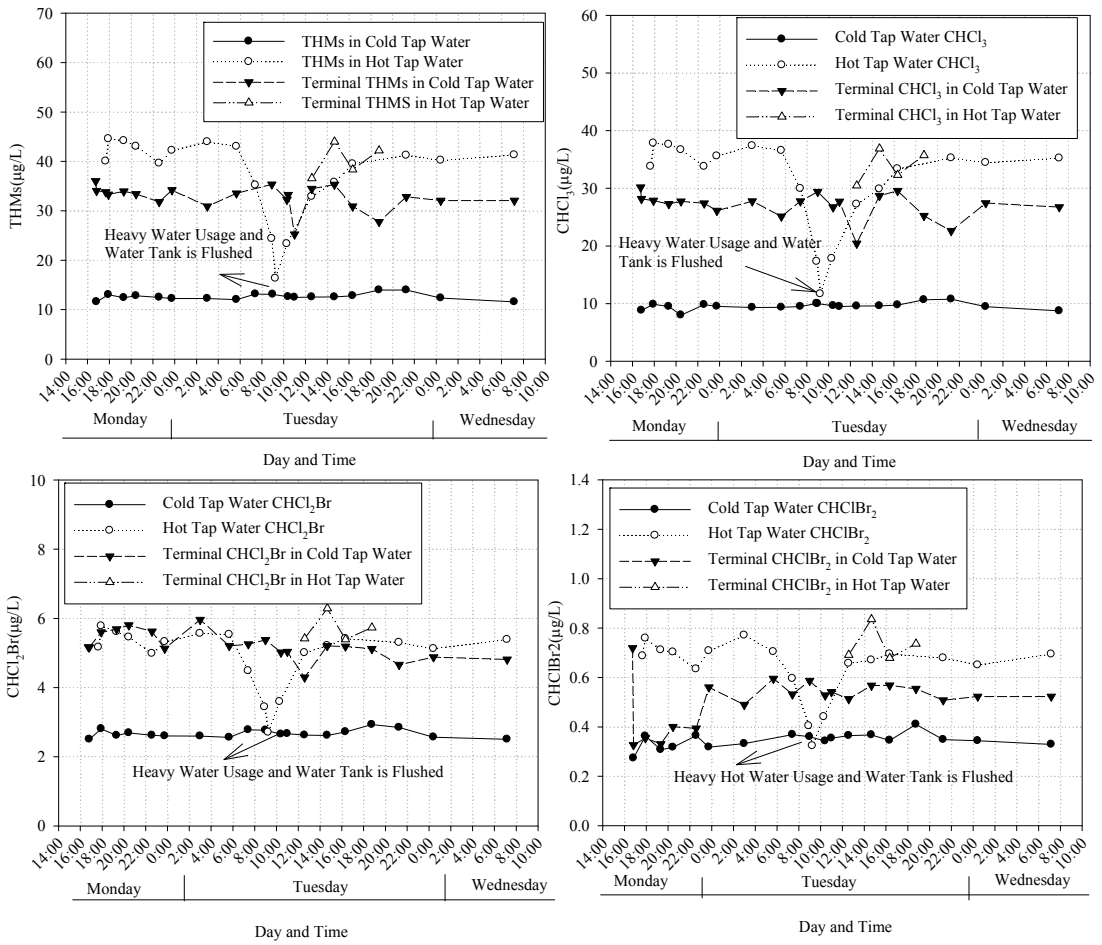 THMs(µg/L)
70
60
50
40
30
20
10
0
THMs in Cold Tap Water
THMs in Hot Tap Water
Terminal THMs in Cold Tap Water
Terminal THMS in Hot Tap Water
Heavy Water Usage and
Water Tank is Flushed
14:00 16:00 18:00 20:00 22:00 0:00 2:00 4:00 6:00 8:00 10:00 12:00 14:00 16:00 18:00 20:00 22:00 0:00 2:00 4:00 6:00 8:00 10:00
Monday Tuesday Wednesday
Day and Time
CHCl3(µg/L)
60
50
40
30
20
10
0
Cold Tap Water CHCl3
Hot Tap Water CHCl3
Terminal CHCl3 in Cold Tap Water
Terminal CHCl3 in Hot Tap Water
Heavy Water Usage and Water
Tank is Flushed
14:00 16:00 18:00 20:00 22:00 0:00 2:00 4:00 6:00 8:00 10:00 12:00 14:00 16:00 18:00 20:00 22:00 0:00 2:00 4:00 6:00 8:00 10:00
Monday Tuesday Wednesday
Day and Time
CHCl2Br(µg/L)
10
8
6
4
2
0
Cold Tap Water CHCl2Br
Hot Tap Water CHCl2Br
Terminal CHCl2Br in Cold Tap Water
Terminal CHCl2Br in Hot Tap Water
Heavy Water Usage and Water Tank is Flushed
14:00 16:00 18:00 20:00 22:00 0:00 2:00 4:00 6:00 8:00 10:00 12:00 14:00 16:00 18:00 20:00 22:00 0:00 2:00 4:00 6:00 8:00 10:00
Monday Tuesday Wednesday
Day and Time
CHClBr2(µg/L)
1.4
1.2
1.0
0.8
0.6
0.4
0.2
0.0
Cold Tap Water CHClBr2
Hot Tap Water CHClBr2
Terminal CHClBr2 in Cold Tap Water
Terminal CHClBr2 in Hot Tap Water
Heavy Hot Water Usage and Water Tank is Flushed
14:00 16:00 18:00 20:00 22:00 0:00 2:00 4:00 6:00 8:00 10:00 12:00 14:00 16:00 18:00 20:00 22:00 0:00 2:00 4:00 6:00 8:00 10:00
Monday Tuesday Wednesday
Day and Time